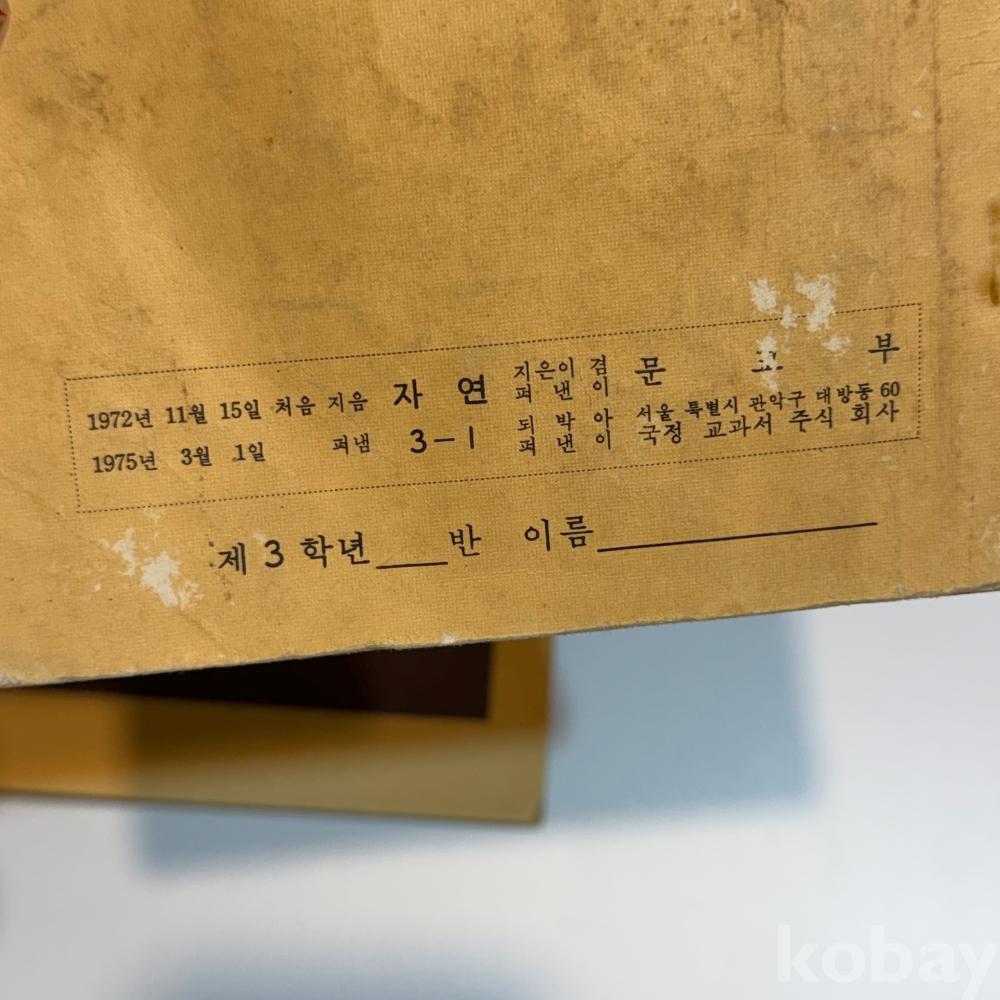 1972년 11월 15일 처음 지음
1975년 3월 1일 펴냄
자 연
3-1
지은이 겸
펴 낸 이
문 교 부
되 박 아
펴 낸 이
서울 특별시 관악구 대방동 60
국정 교과서 주식 회사
제 3 학년 반 이름
kobay